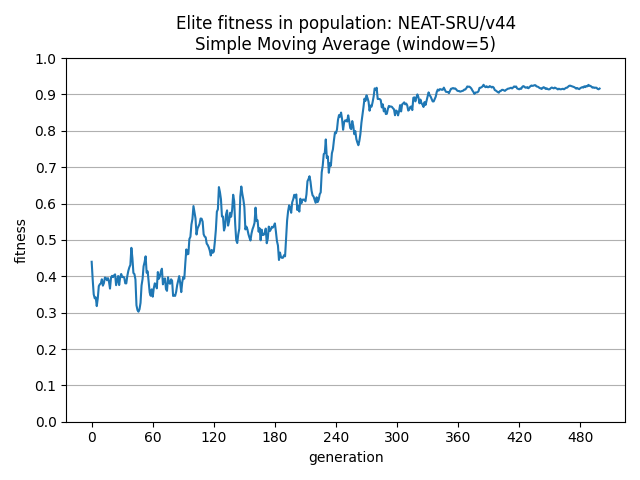 Elite fitness in population: NEAT-SRU/v44
Simple Moving Average (window=5)
1.0
0.9
0.8
0.7
0.6
0.5
0.4
0.3
0.2
0.1
0.0
fitness
0 60 120 180 240 300 360 420 480
generation